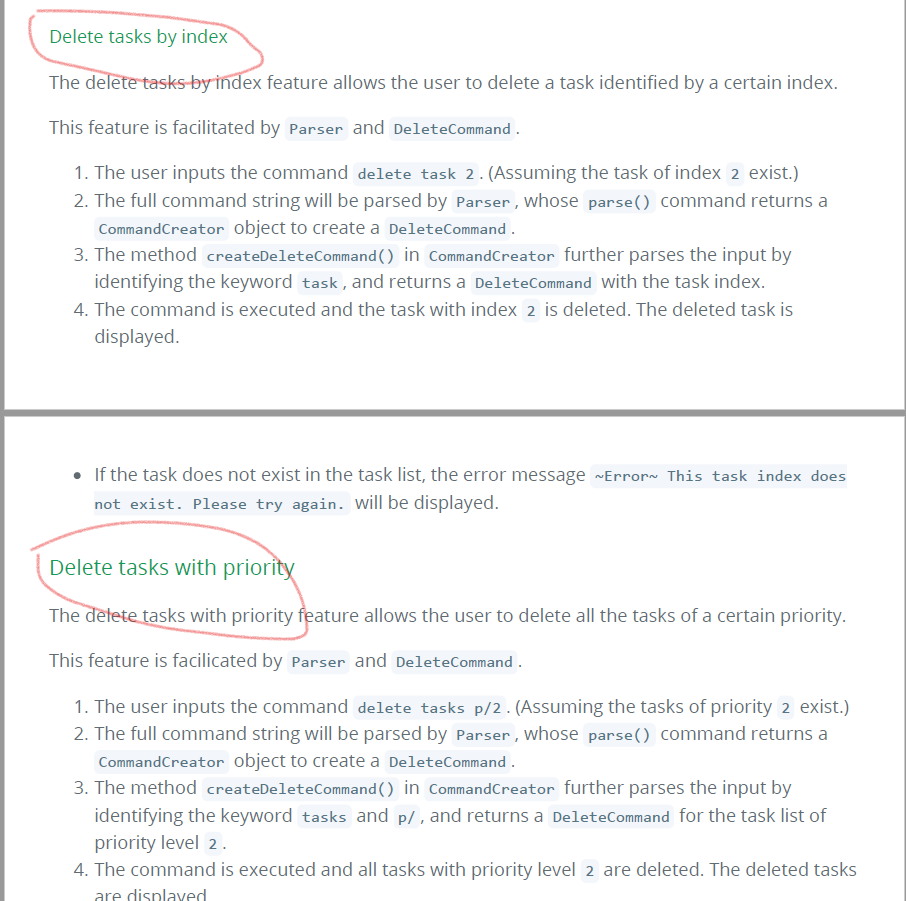 Delete tasks by index
The delete tasks by index feature allows the user to delete a task identified by a certain index.
This feature is facilitated by Parser and DeleteCommand.
1. The user inputs the command delete task 2. (Assuming the task of index 2 exist.)
2. The full command string will be parsed by Parser, whose parse() command returns a
CommandCreator object to create a DeleteCommand.
3. The method createDeleteCommand() in CommandCreator further parses the input by
identifying the keyword task, and returns a DeleteCommand with the task index.
4. The command is executed and the task with index 2 is deleted. The deleted task is
displayed.
• If the task does not exist in the task list, the error message ~Error~ This task index does
not exist. Please try again. will be displayed.
Delete tasks with priority
The delete tasks with priority feature allows the user to delete all the tasks of a certain priority.
This feature is facilicated by Parser and DeleteCommand.
1. The user inputs the command delete tasks p/2. (Assuming the tasks of priority 2 exist.)
2. The full command string will be parsed by Parser, whose parse() command returns a
CommandCreator object to create a DeleteCommand.
3. The method createDeleteCommand() in CommandCreator further parses the input by
identifying the keyword tasks and p/, and returns a DeleteCommand for the task list of
priority level 2.
4. The command is executed and all tasks with priority level 2 are deleted. The deleted tasks
are displayed